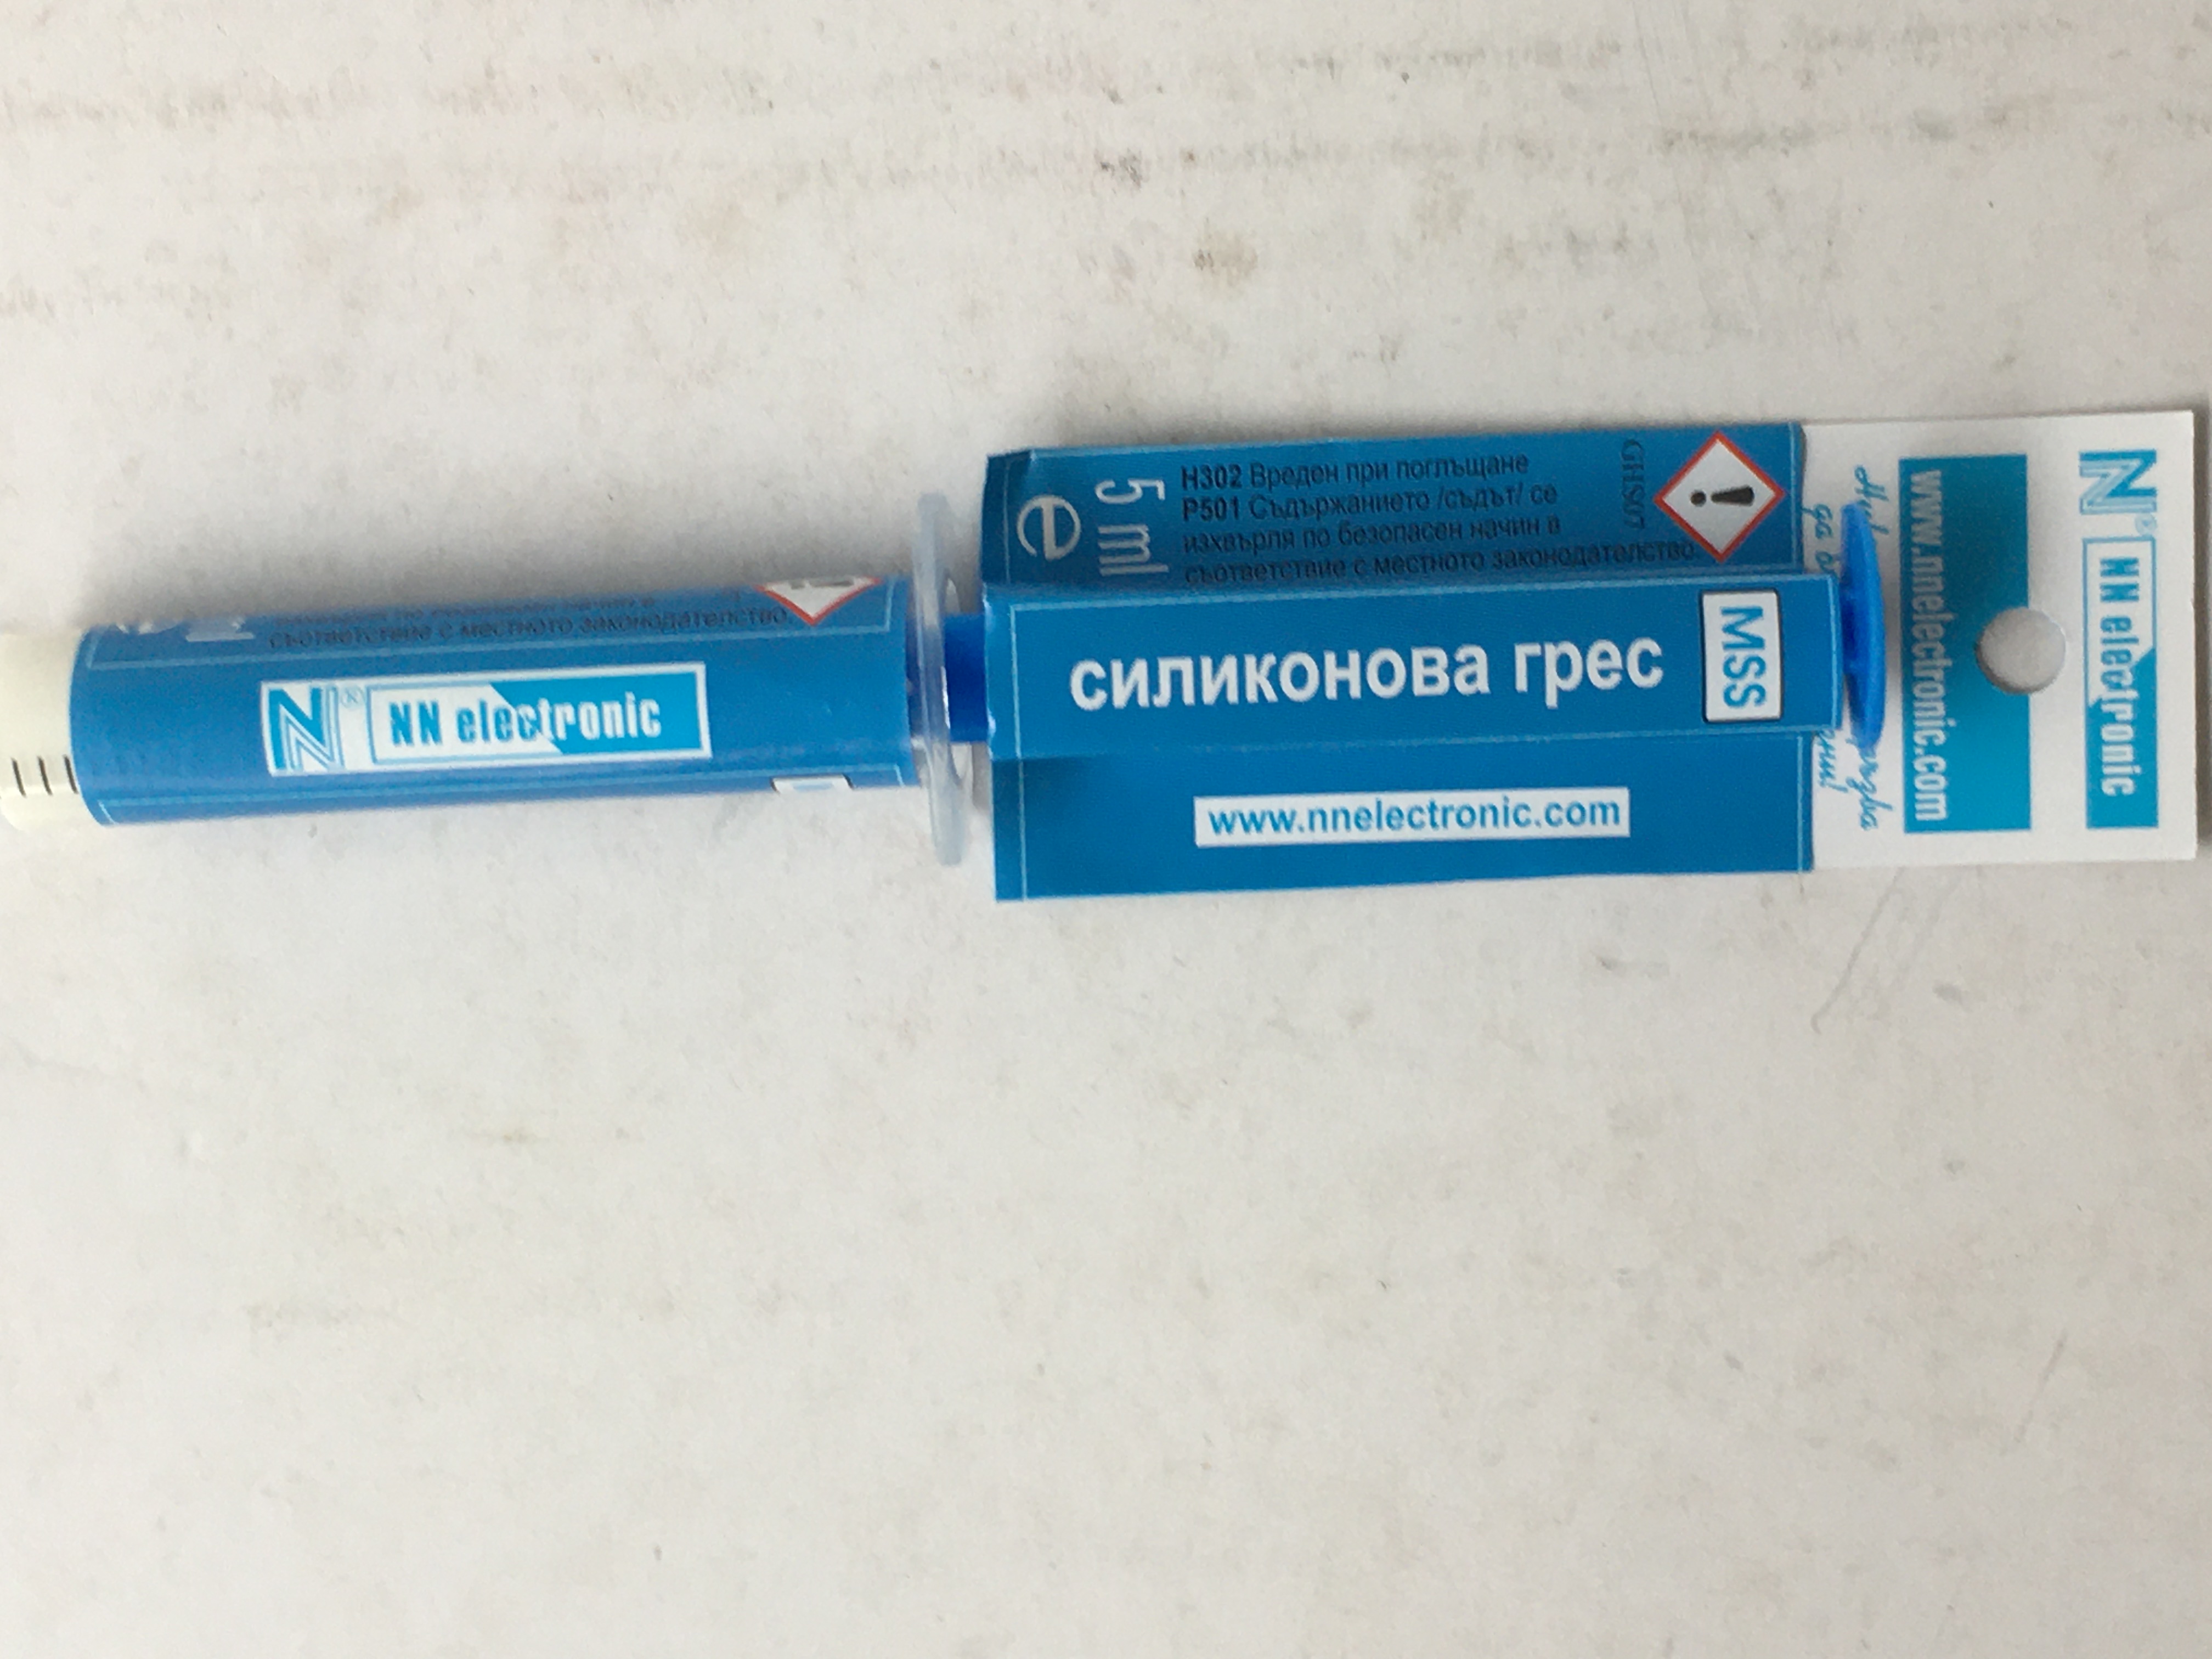 съответствие с местното законодателство.
N® NN electronic
5 ml
e
H302 Вреден при поглъщане
P501 Съдържанието /съдът/ се
изхвърля по безопасен начин в
съответствие с местното законодателство
GHS07
силиконова грес
MSS
www.nnelectronic.com
www.nnelectronic.com
N® NN electronic